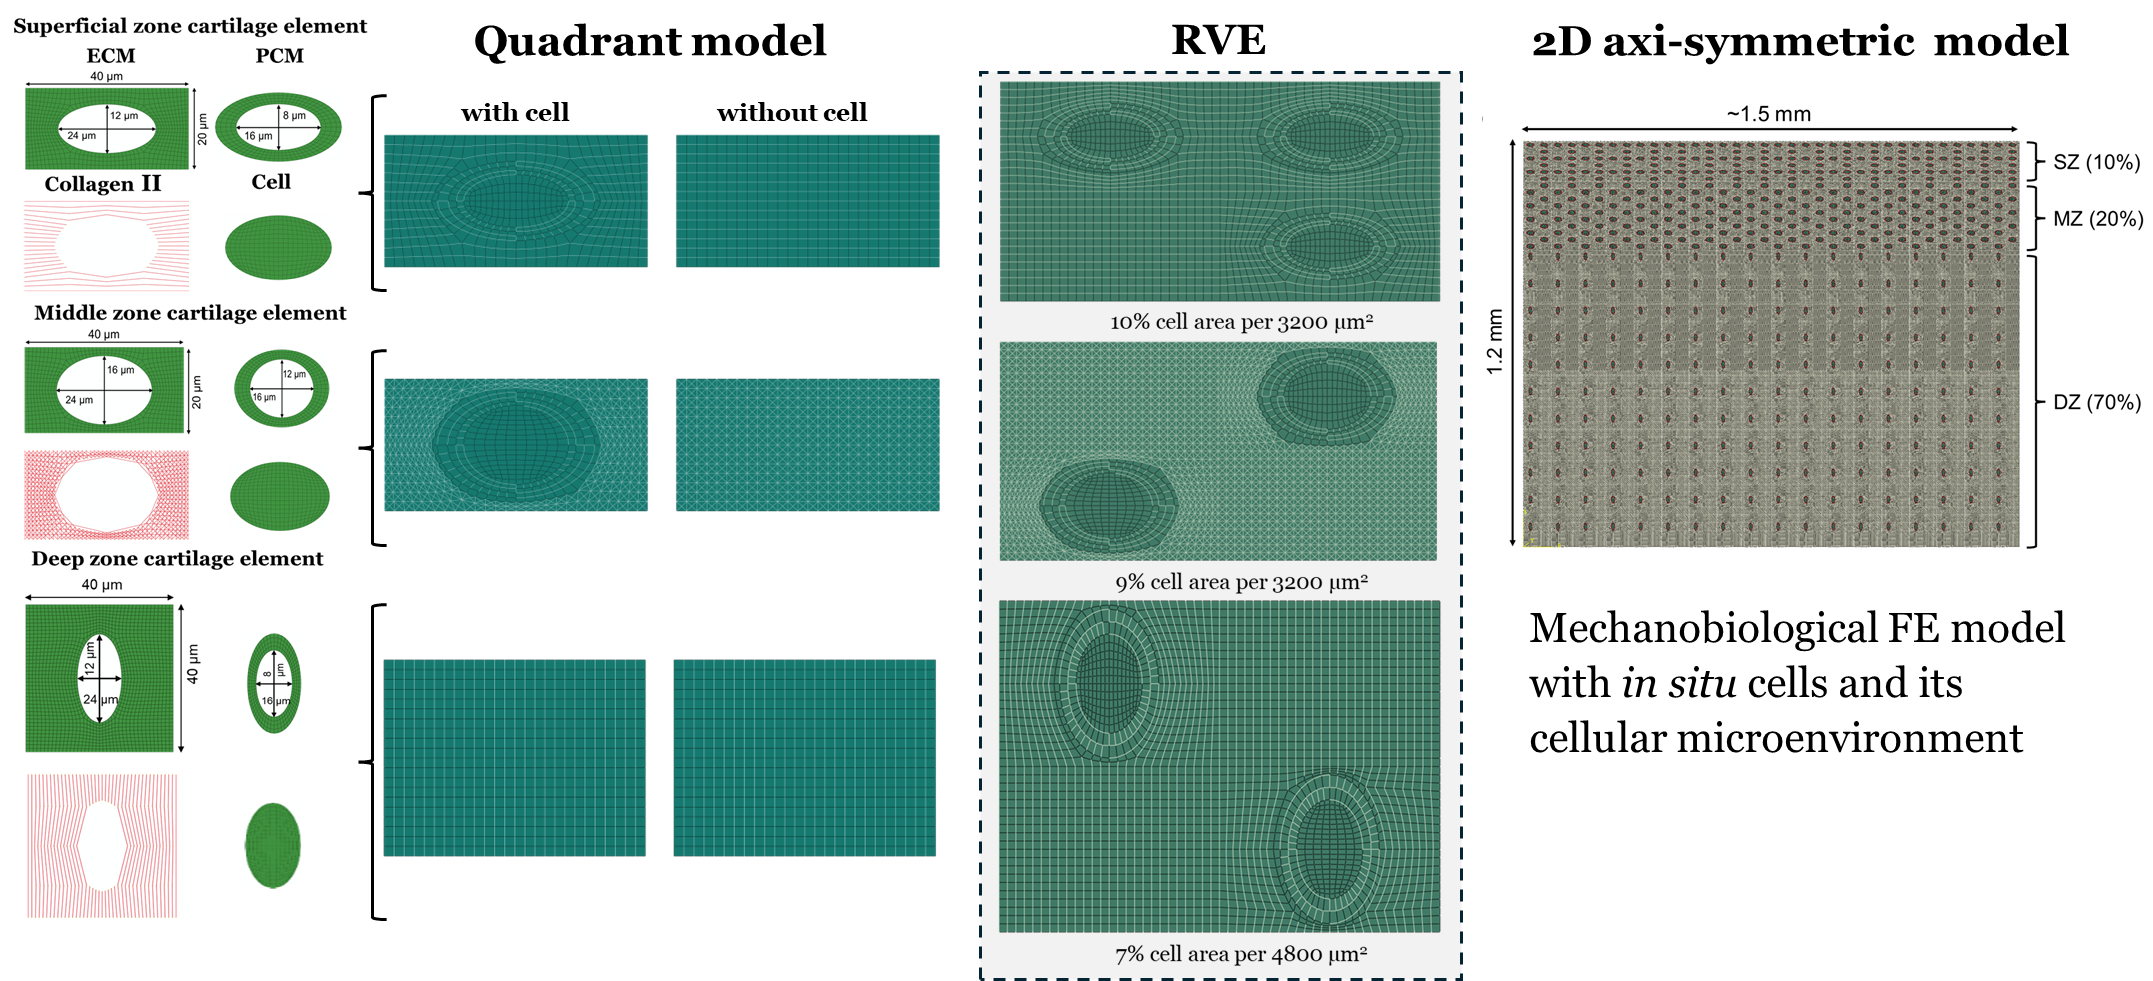 Superficial zone cartilage element
ECM
PCM
40 µm
12 µm
24 µm
20 µm
8 µm
16 µm
Collagen II
Cell
Middle zone cartilage element
40 µm
16 µm
24 µm
20 µm
12 µm
16 µm
Deep zone cartilage element
40 µm
12 µm
24 µm
40 µm
8 µm
16 µm
Quadrant model
with cell
without cell
RVE
10% cell area per 3200 µm²
9% cell area per 3200 µm²
7% cell area per 4800 µm²
2D axi-symmetric model
~1.5 mm
1.2 mm
SZ (10%)
MZ (20%)
DZ (70%)
Mechanobiological FE model
with in situ cells and its
cellular microenvironment